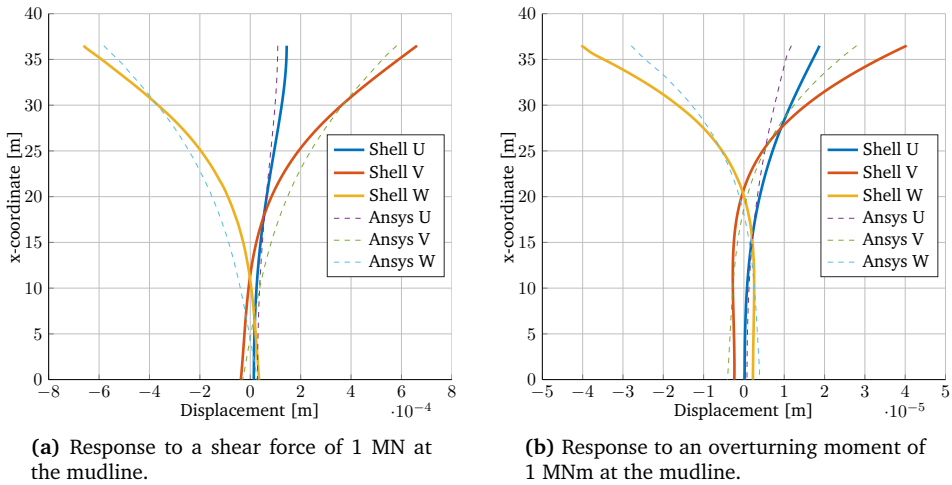 40
35
30
25
20
15
10
5
0
x-coordinate [m]
−8 −6 −4 −2 0 2 4 6 8
Displacement [m]
·10−4
Shell U
Shell V
Shell W
Ansys U
Ansys V
Ansys W
(a) Response to a shear force of 1 MN at
the mudline.
40
35
30
25
20
15
10
5
0
x-coordinate [m]
−5 −4 −3 −2 −1 0 1 2 3 4 5
Displacement [m]
·10−5
Shell U
Shell V
Shell W
Ansys U
Ansys V
Ansys W
(b) Response to an overturning moment of
1 MNm at the mudline.